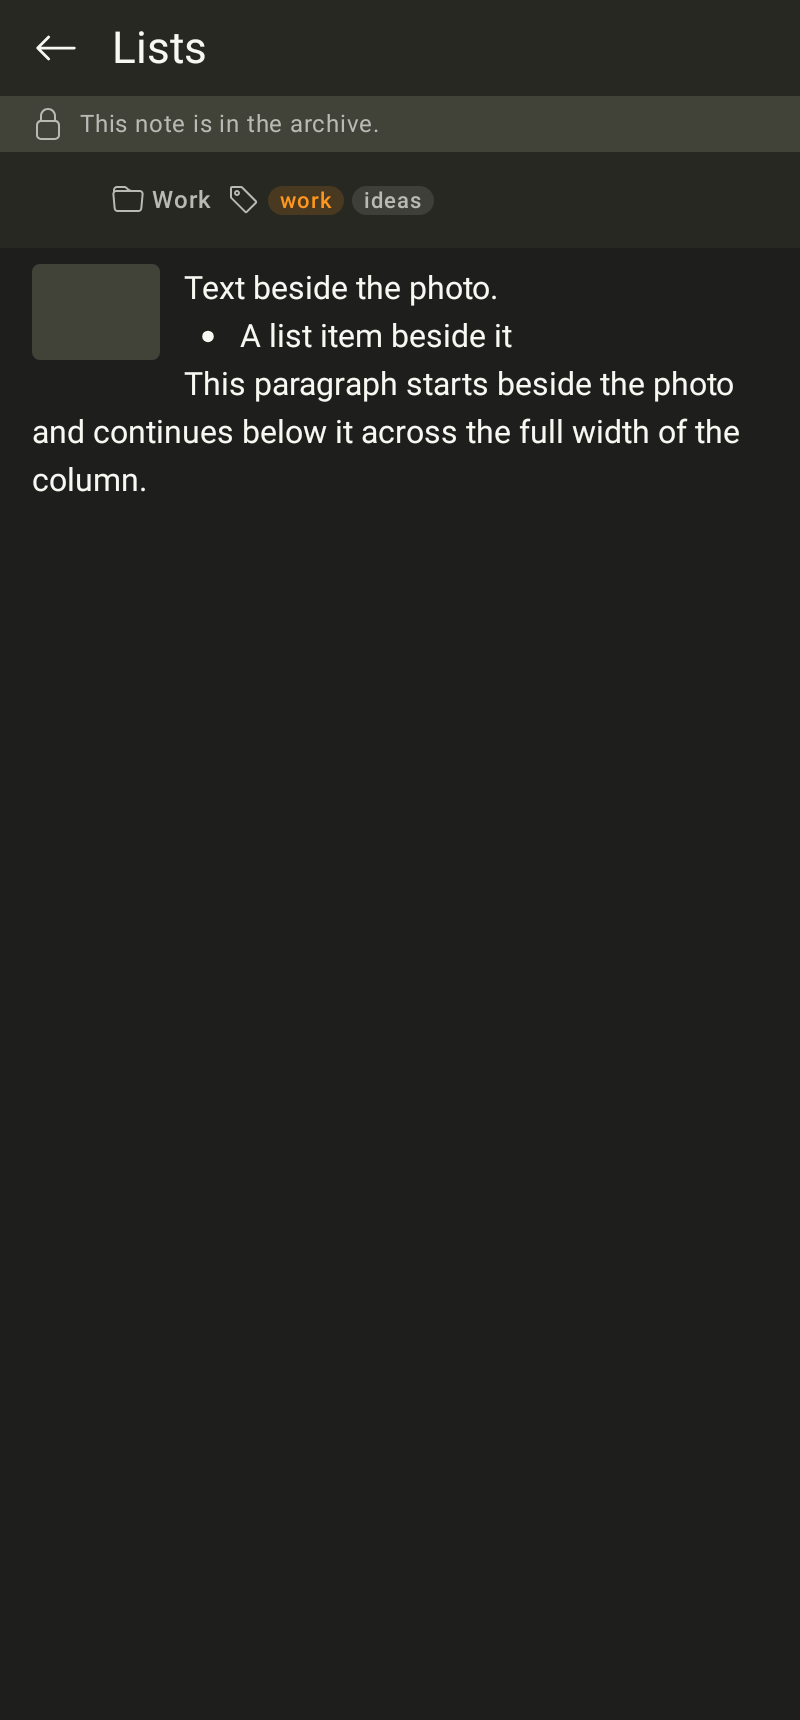 Lists
This note is in the archive.
Work work ideas
Text beside the photo.
• A list item beside it
This paragraph starts beside the photo
and continues below it across the full width of the
column.